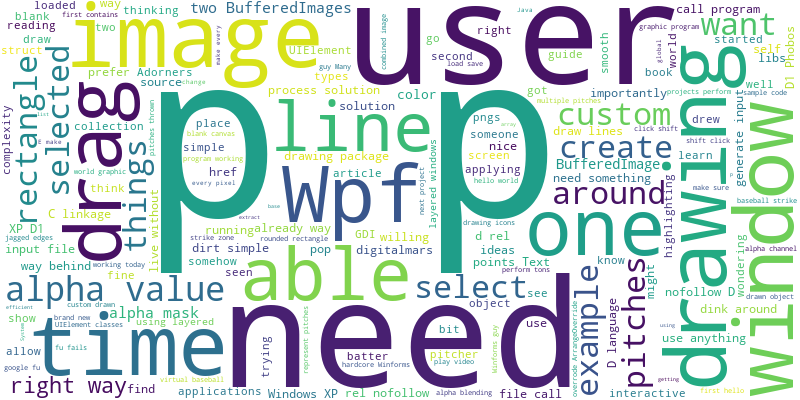 loaded
way
first contains
thinking
two BufferedImages
combined image
Java
call program
reading
two
image
user
want
blank
struct
prefer Adorners
UIElement
guy Many
make every
go
second
load save
right
guide
global
world
graphic program
started
self
libs
D1 Phobos
rectangle
selected
source
change
types
process solution
color
got
importantly
smooth
book
projects perform
well
sample code
complexity
list
drag
things
collection
think
place
simple
blank canvas
program working
href
every pixel
p p
line
solution
pngs
someone
nice
multiple pitches
draw lines
custom
drew
click shift
shift click
learn
generate input
pitches thrown
array
drawing package
screen
layered windows
applying
hello world
BufferedImage
create
need something
highlighting
make sure
P
E make
world graphic
C linkage
live without
article
Wpf
next project
around
drawing
window
baseball strike
XP D1
jagged edges
input file
way behind
working today
fine
running
somehow
strike zone
rounded rectangle
dirt simple
already way
seen
base
extract
GDI
pop
willing
digitalmars
drawing icons
d rel
ideas
points Text
one
know
might
wondering
nofollow D
alpha channel
drawn object
alpha value
able
select
see
object
use
bit
example
pitches
D language
dink around
show
alpha mask
using layered
allow
time
need
trying
represent pitches
batter
pitcher
hardcore Winforms
play video
Winforms guy
perform tons
overrode ArrangeOverride
use anything
efficient
System
custom drawn
brand new
UIElement classes
fu fails
google fu
right way
find
virtual baseball
applications
Windows XP
alpha blending
rel nofollow
file call
interactive
using
getting
first hello